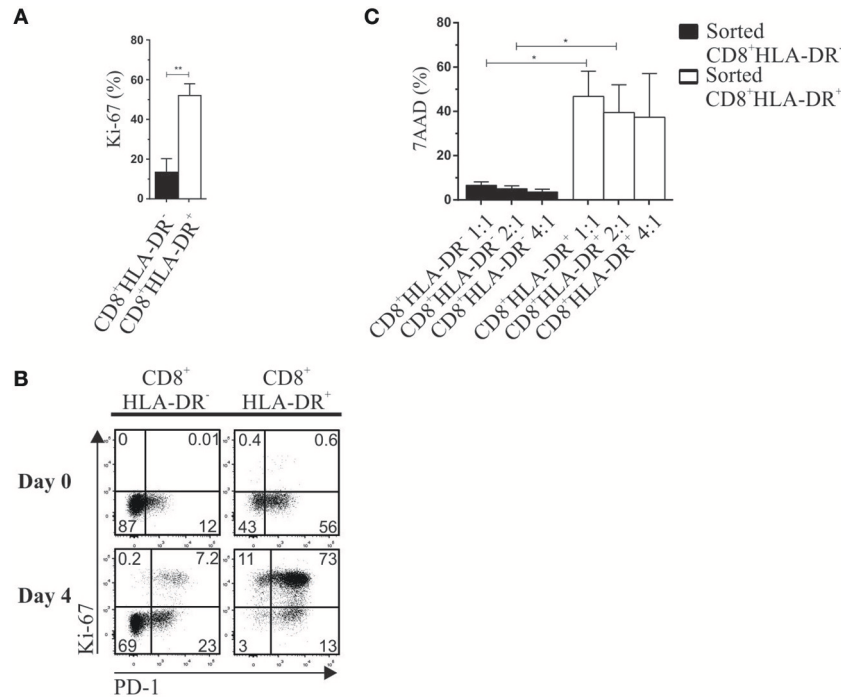 A
80
60
40
20
0
Ki-67 (%)
**
CD8+HLA-DR-
CD8+HLA-DR+
C
80
60
40
20
0
7AAD (%)
*
*
CD8+HLA-DR- 1:1
CD8+HLA-DR- 2:1
CD8+HLA-DR- 4:1
CD8+HLA-DR+ 1:1
CD8+HLA-DR+ 2:1
CD8+HLA-DR+ 4:1
Sorted
CD8+HLA-DR-
Sorted
CD8+HLA-DR+
B
CD8+
HLA-DR-
CD8+
HLA-DR+
Day 0
0 0.01
87 12
0.4 0.6
43 56
Day 4
0.2 7.2
69 23
11 73
3 13
Ki-67
PD-1